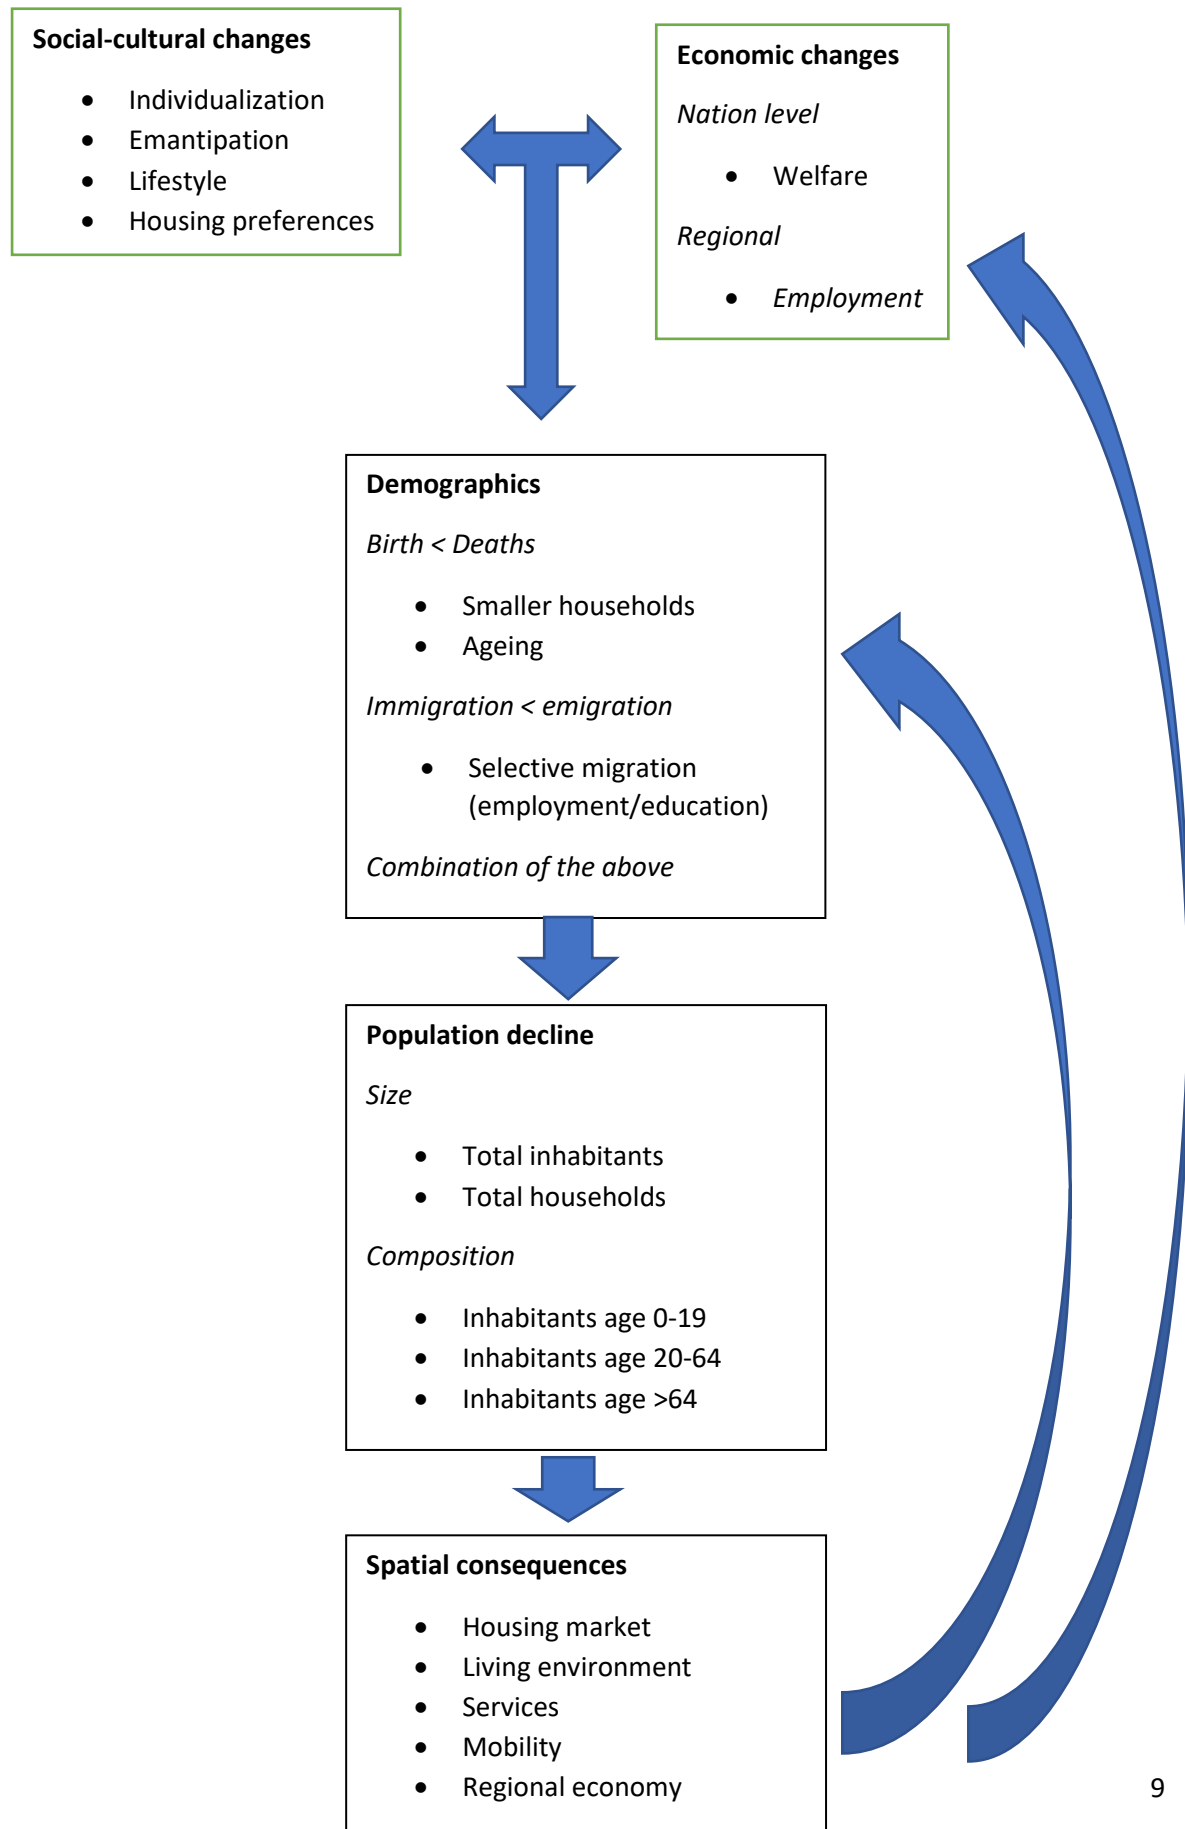 Social-cultural changes
• Individualization
• Emantipation
• Lifestyle
• Housing preferences
Economic changes
Nation level
• Welfare
Regional
• Employment
Demographics
Birth < Deaths
• Smaller households
• Ageing
Immigration < emigration
• Selective migration
(employment/education)
Combination of the above
Population decline
Size
• Total inhabitants
• Total households
Composition
• Inhabitants age 0-19
• Inhabitants age 20-64
• Inhabitants age >64
Spatial consequences
• Housing market
• Living environment
• Services
• Mobility
• Regional economy
9